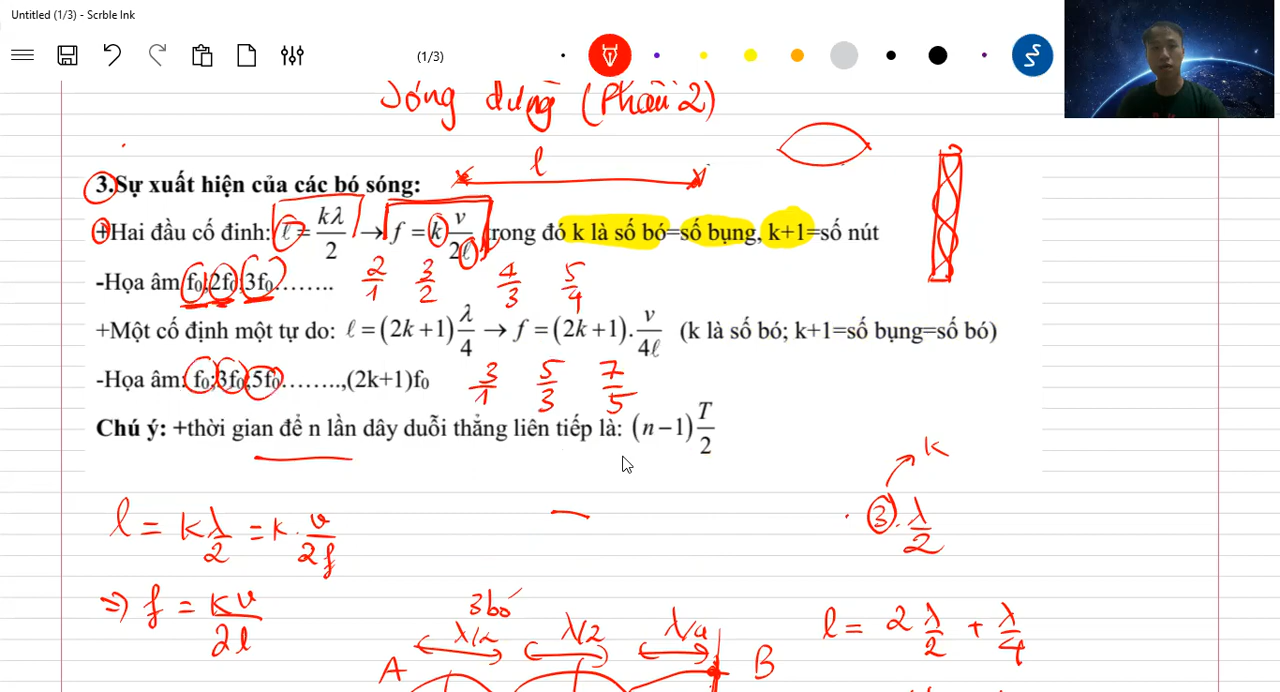 Untitled (1/3) - Scrble Ink
(1/3)
Sóng dừng (Phần 2)
l
3.Sự xuất hiện của các bó sóng:
+Hai đầu cố đinh: ℓ = kλ/2 → f = k v/2ℓ trong đó k là số bó=số bụng, k+1=số nút
-Họa âm f₀;2f₀;3f₀…….. 2/1 3/2 4/3 5/4
+Một cố định một tự do: ℓ = (2k+1) λ/4 → f = (2k+1). v/4ℓ (k là số bó; k+1=số bụng=số bó)
-Họa âm: f₀;3f₀;5f₀……..,(2k+1)f₀ 3/1 5/3 7/5
Chú ý: +thời gian để n lần dây duỗi thẳng liên tiếp là: (n−1) T/2
k
l = kλ/2 = k. v/2f
3.λ/2
⇒ f = kv/2l
3 bó
λ/2 λ/2 λ/4
l = 2λ/2 + λ/4
A B